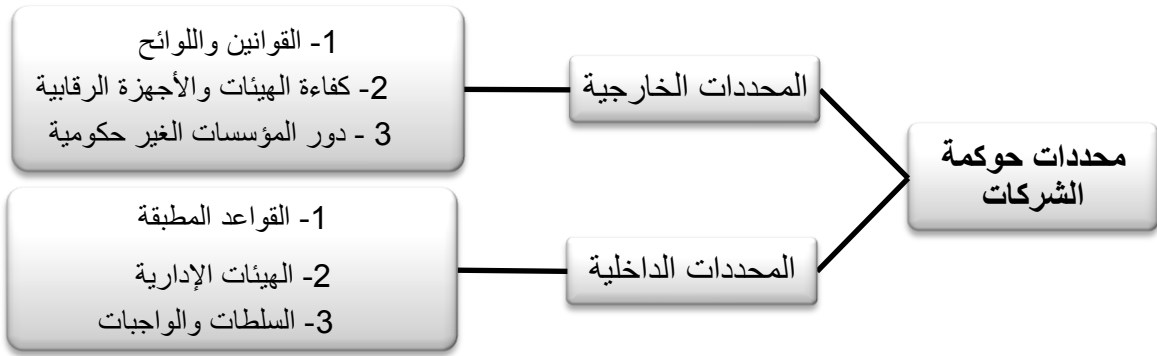 محددات حوكمة
الشركات
المحددات الخارجية
1- القوانين واللوائح
2- كفاءة الهيئات والأجهزة الرقابية
3 - دور المؤسسات الغير حكومية
المحددات الداخلية
1- القواعد المطبقة
2- الهيئات الإدارية
3- السلطات والواجبات